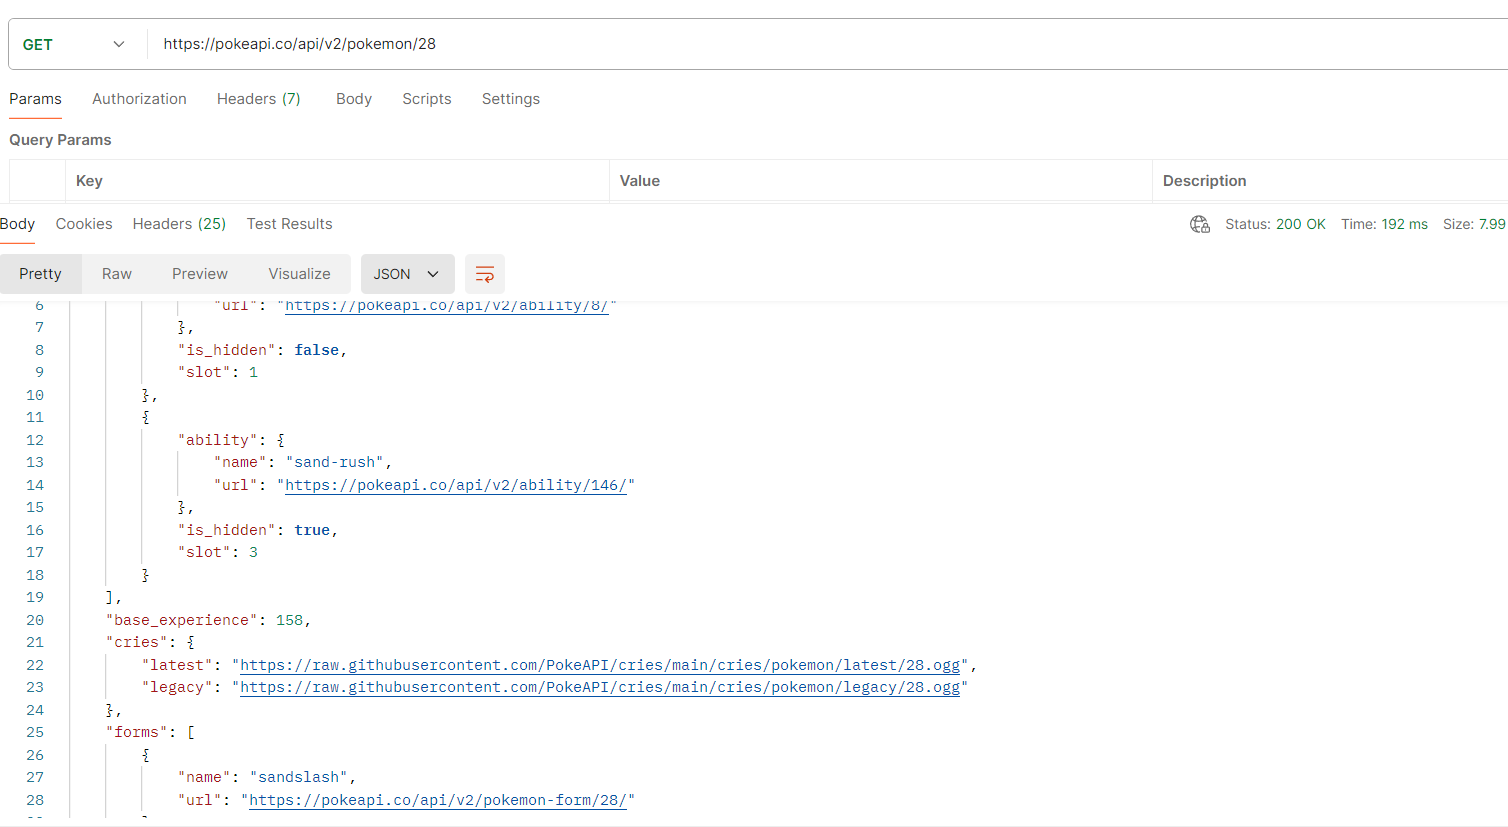 GET https://pokeapi.co/api/v2/pokemon/28
Params Authorization Headers (7) Body Scripts Settings
Query Params
Key Value Description
Body Cookies Headers (25) Test Results Status: 200 OK Time: 192 ms Size: 7.99
Pretty Raw Preview Visualize JSON
6 "url": "https://pokeapi.co/api/v2/ability/8/"
7 },
8 "is_hidden": false,
9 "slot": 1
10 },
11 {
12 "ability": {
13 "name": "sand-rush",
14 "url": "https://pokeapi.co/api/v2/ability/146/"
15 },
16 "is_hidden": true,
17 "slot": 3
18 }
19 ],
20 "base_experience": 158,
21 "cries": {
22 "latest": "https://raw.githubusercontent.com/PokeAPI/cries/main/cries/pokemon/latest/28.ogg",
23 "legacy": "https://raw.githubusercontent.com/PokeAPI/cries/main/cries/pokemon/legacy/28.ogg"
24 },
25 "forms": [
26 {
27 "name": "sandslash",
28 "url": "https://pokeapi.co/api/v2/pokemon-form/28/"